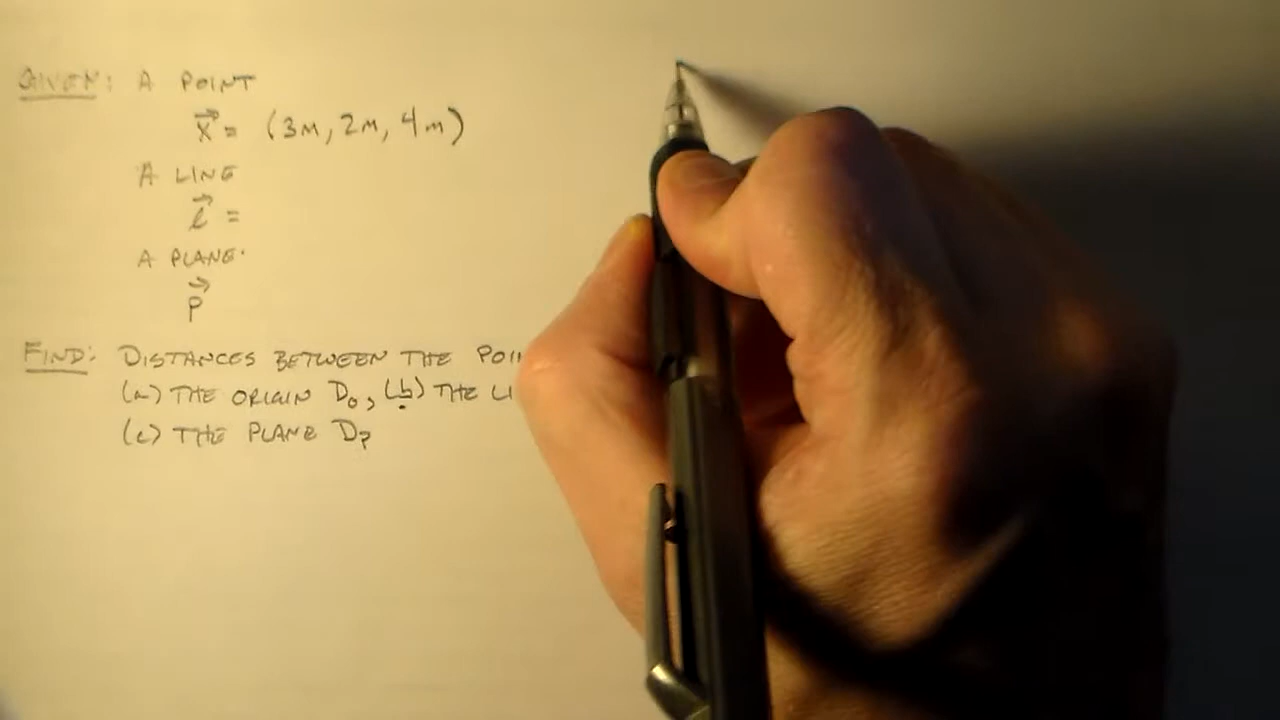 GIVEN: A POINT
x⃗ = (3m, 2m, 4m)
A LINE
l⃗ =
A PLANE
p⃗
FIND: DISTANCES BETWEEN THE
(a) THE ORIGIN D₀, (b) THE
(c) THE PLANE Dₚ